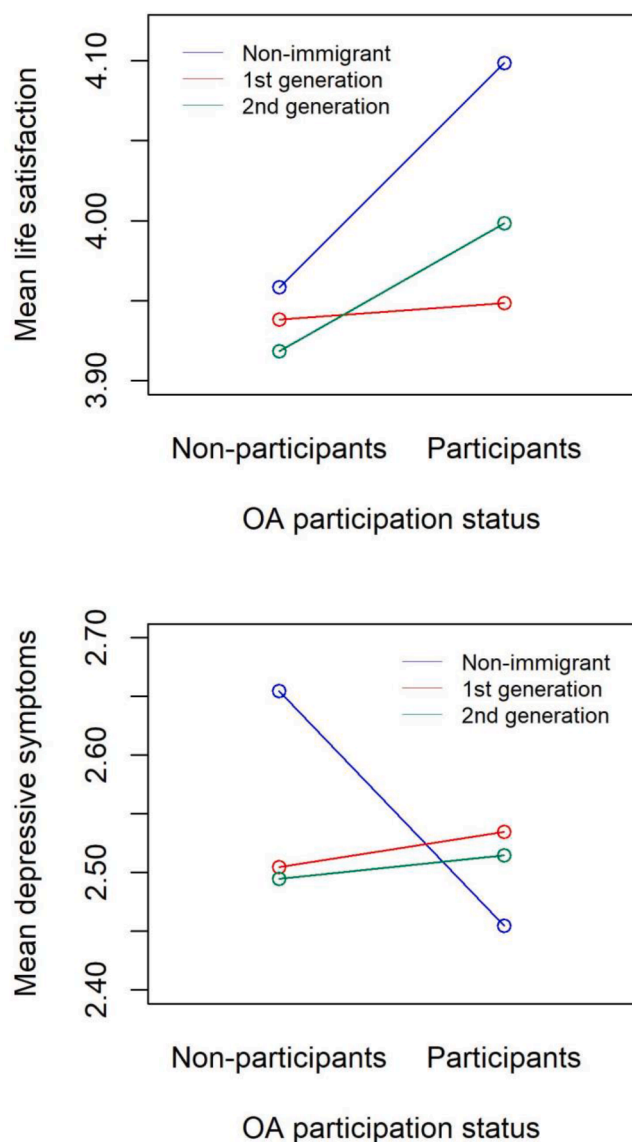 Mean life satisfaction
4.10
4.00
3.90
Non-immigrant
1st generation
2nd generation
Non-participants
Participants
OA participation status
Mean depressive symptoms
2.70
2.60
2.50
2.40
Non-immigrant
1st generation
2nd generation
Non-participants
Participants
OA participation status